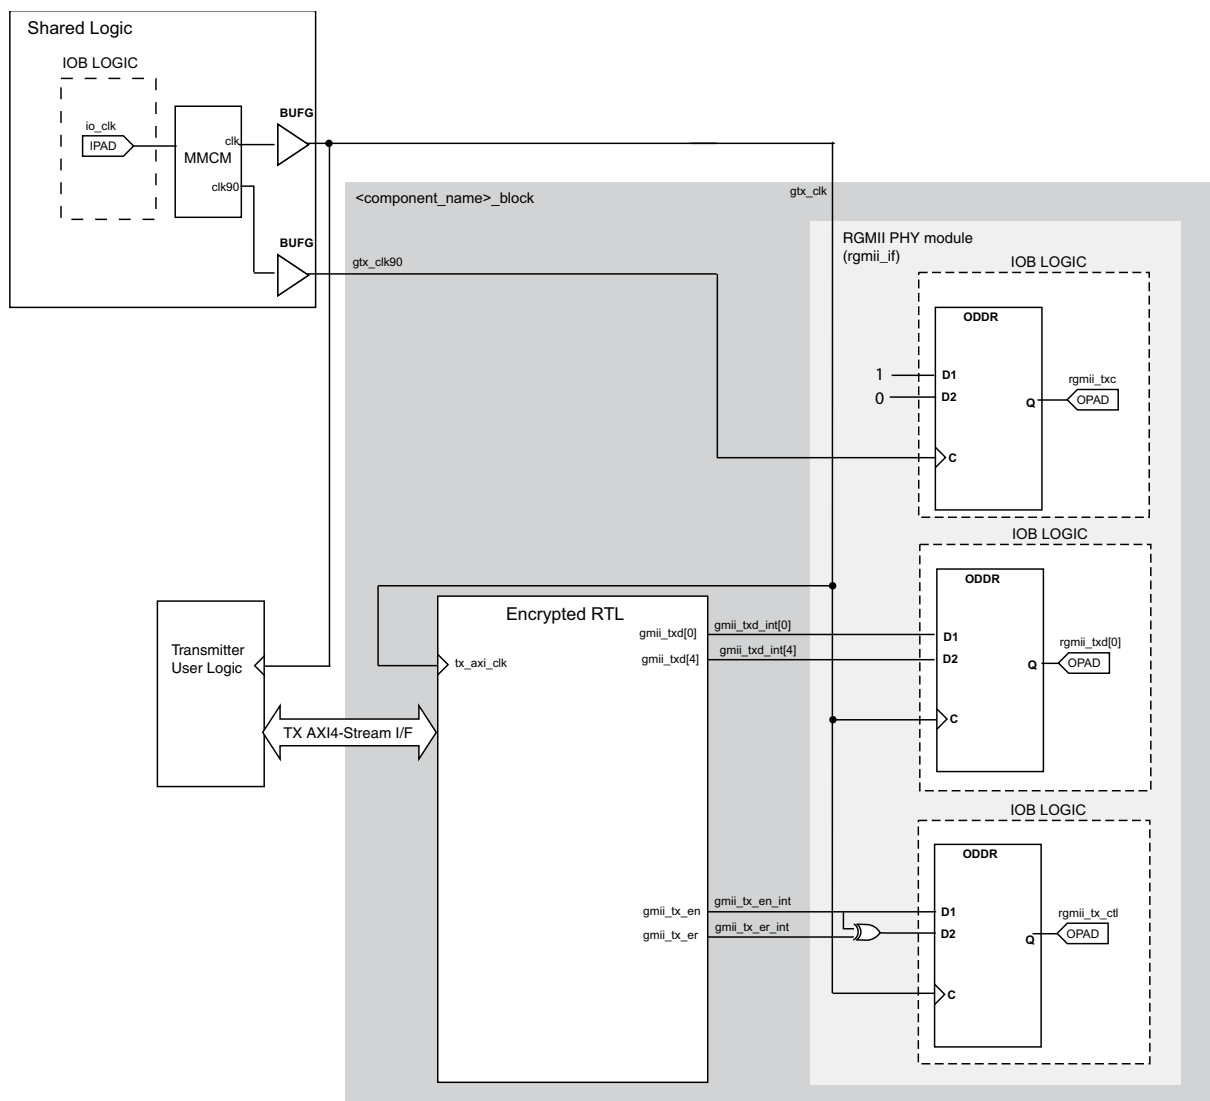 Shared Logic
IOB LOGIC
io_clk
IPAD
MMCM
clk
clk90
BUFG
BUFG
gtx_clk
<component_name>_block
gtx_clk90
RGMII PHY module
(rgmii_if)
IOB LOGIC
ODDR
1
D1
0
D2
Q
rgmii_txc
OPAD
C
IOB LOGIC
ODDR
Transmitter
User Logic
TX AXI4-Stream I/F
Encrypted RTL
tx_axi_clk
gmii_txd[0]
gmii_txd_int[0]
gmii_txd[4]
gmii_txd_int[4]
D1
D2
Q
rgmii_txd[0]
OPAD
C
IOB LOGIC
ODDR
gmii_tx_en
gmii_tx_en_int
gmii_tx_er
gmii_tx_er_int
D1
D2
Q
rgmii_tx_ctl
OPAD
C